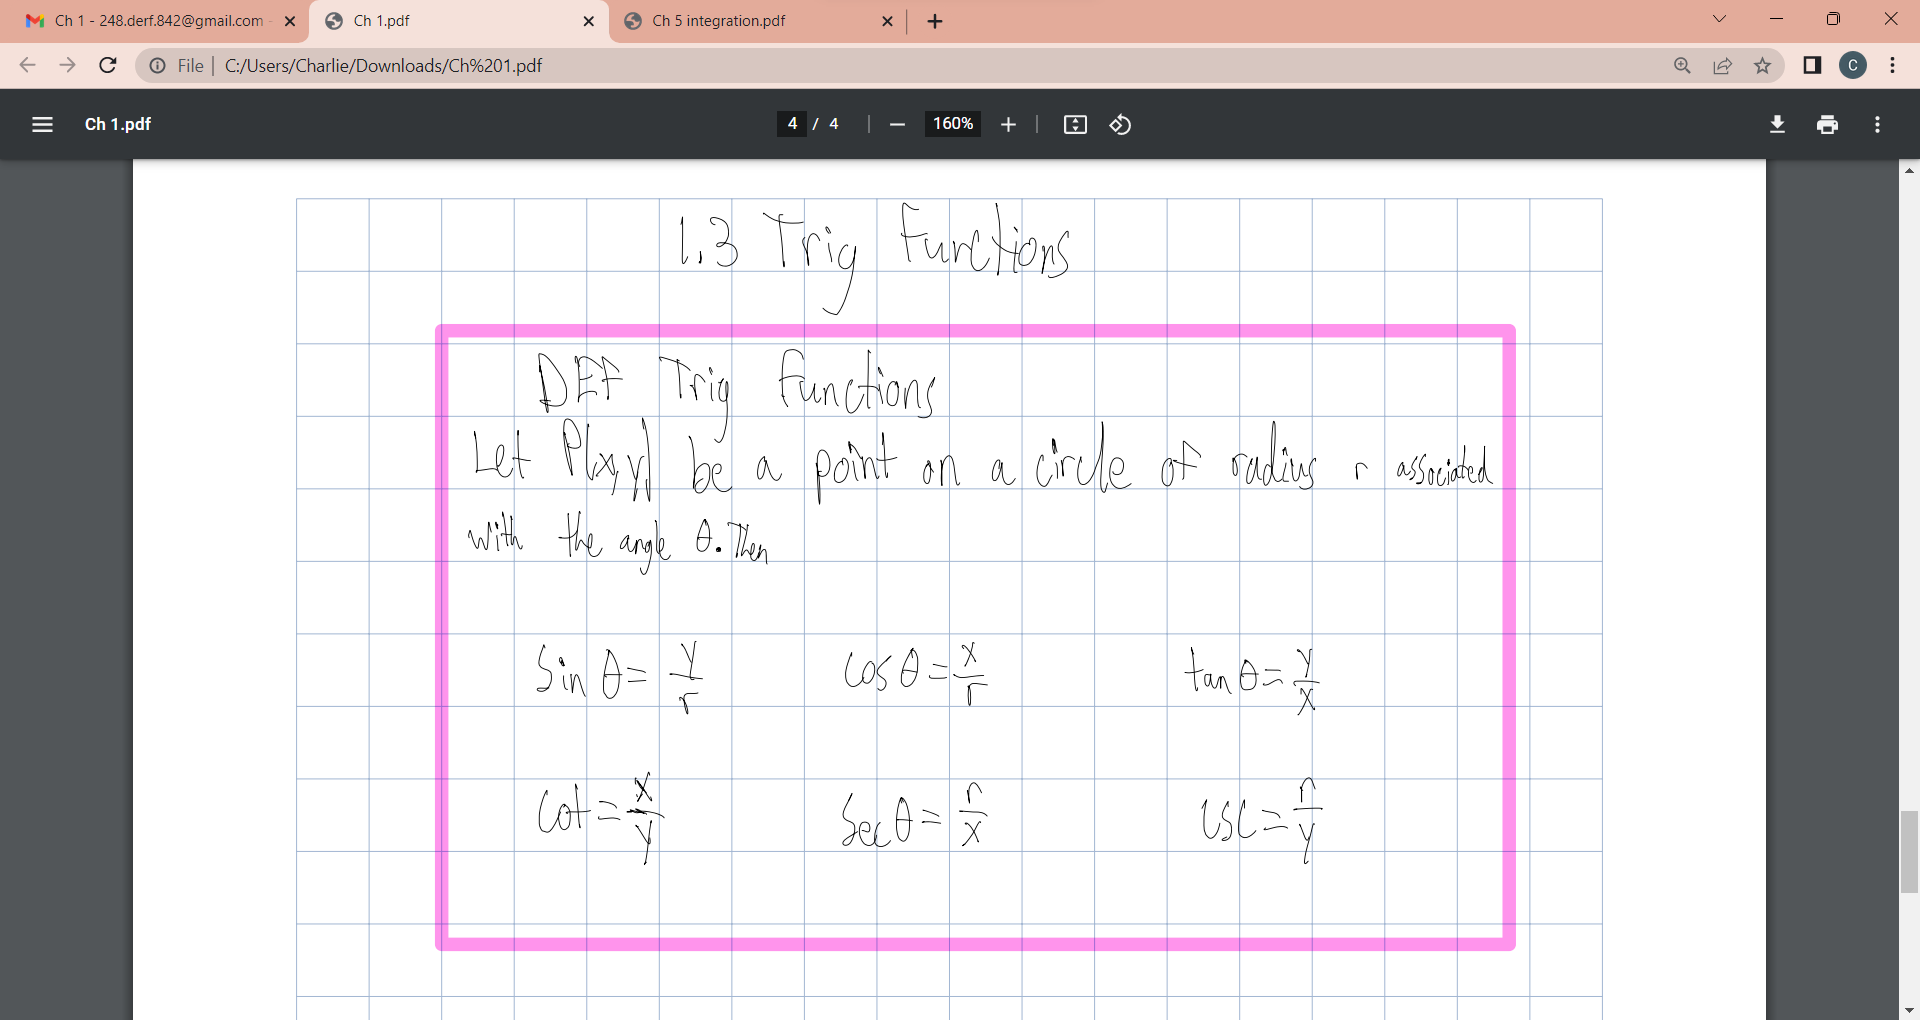 Ch 1 - 248.derf.842@gmail.com -
Ch 1.pdf
Ch 5 integration.pdf
File | C:/Users/Charlie/Downloads/Ch%201.pdf
C
Ch 1.pdf
4 / 4 | − 160% + |
1.3 Trig Functions
DEF Trig Functions
Let P(x,y) be a point on a circle of radius r associated
with the angle θ. Then
Sin θ = y/r cos θ = x/r tan θ = y/x
Cot = x/y Sec θ = r/x csc = r/y